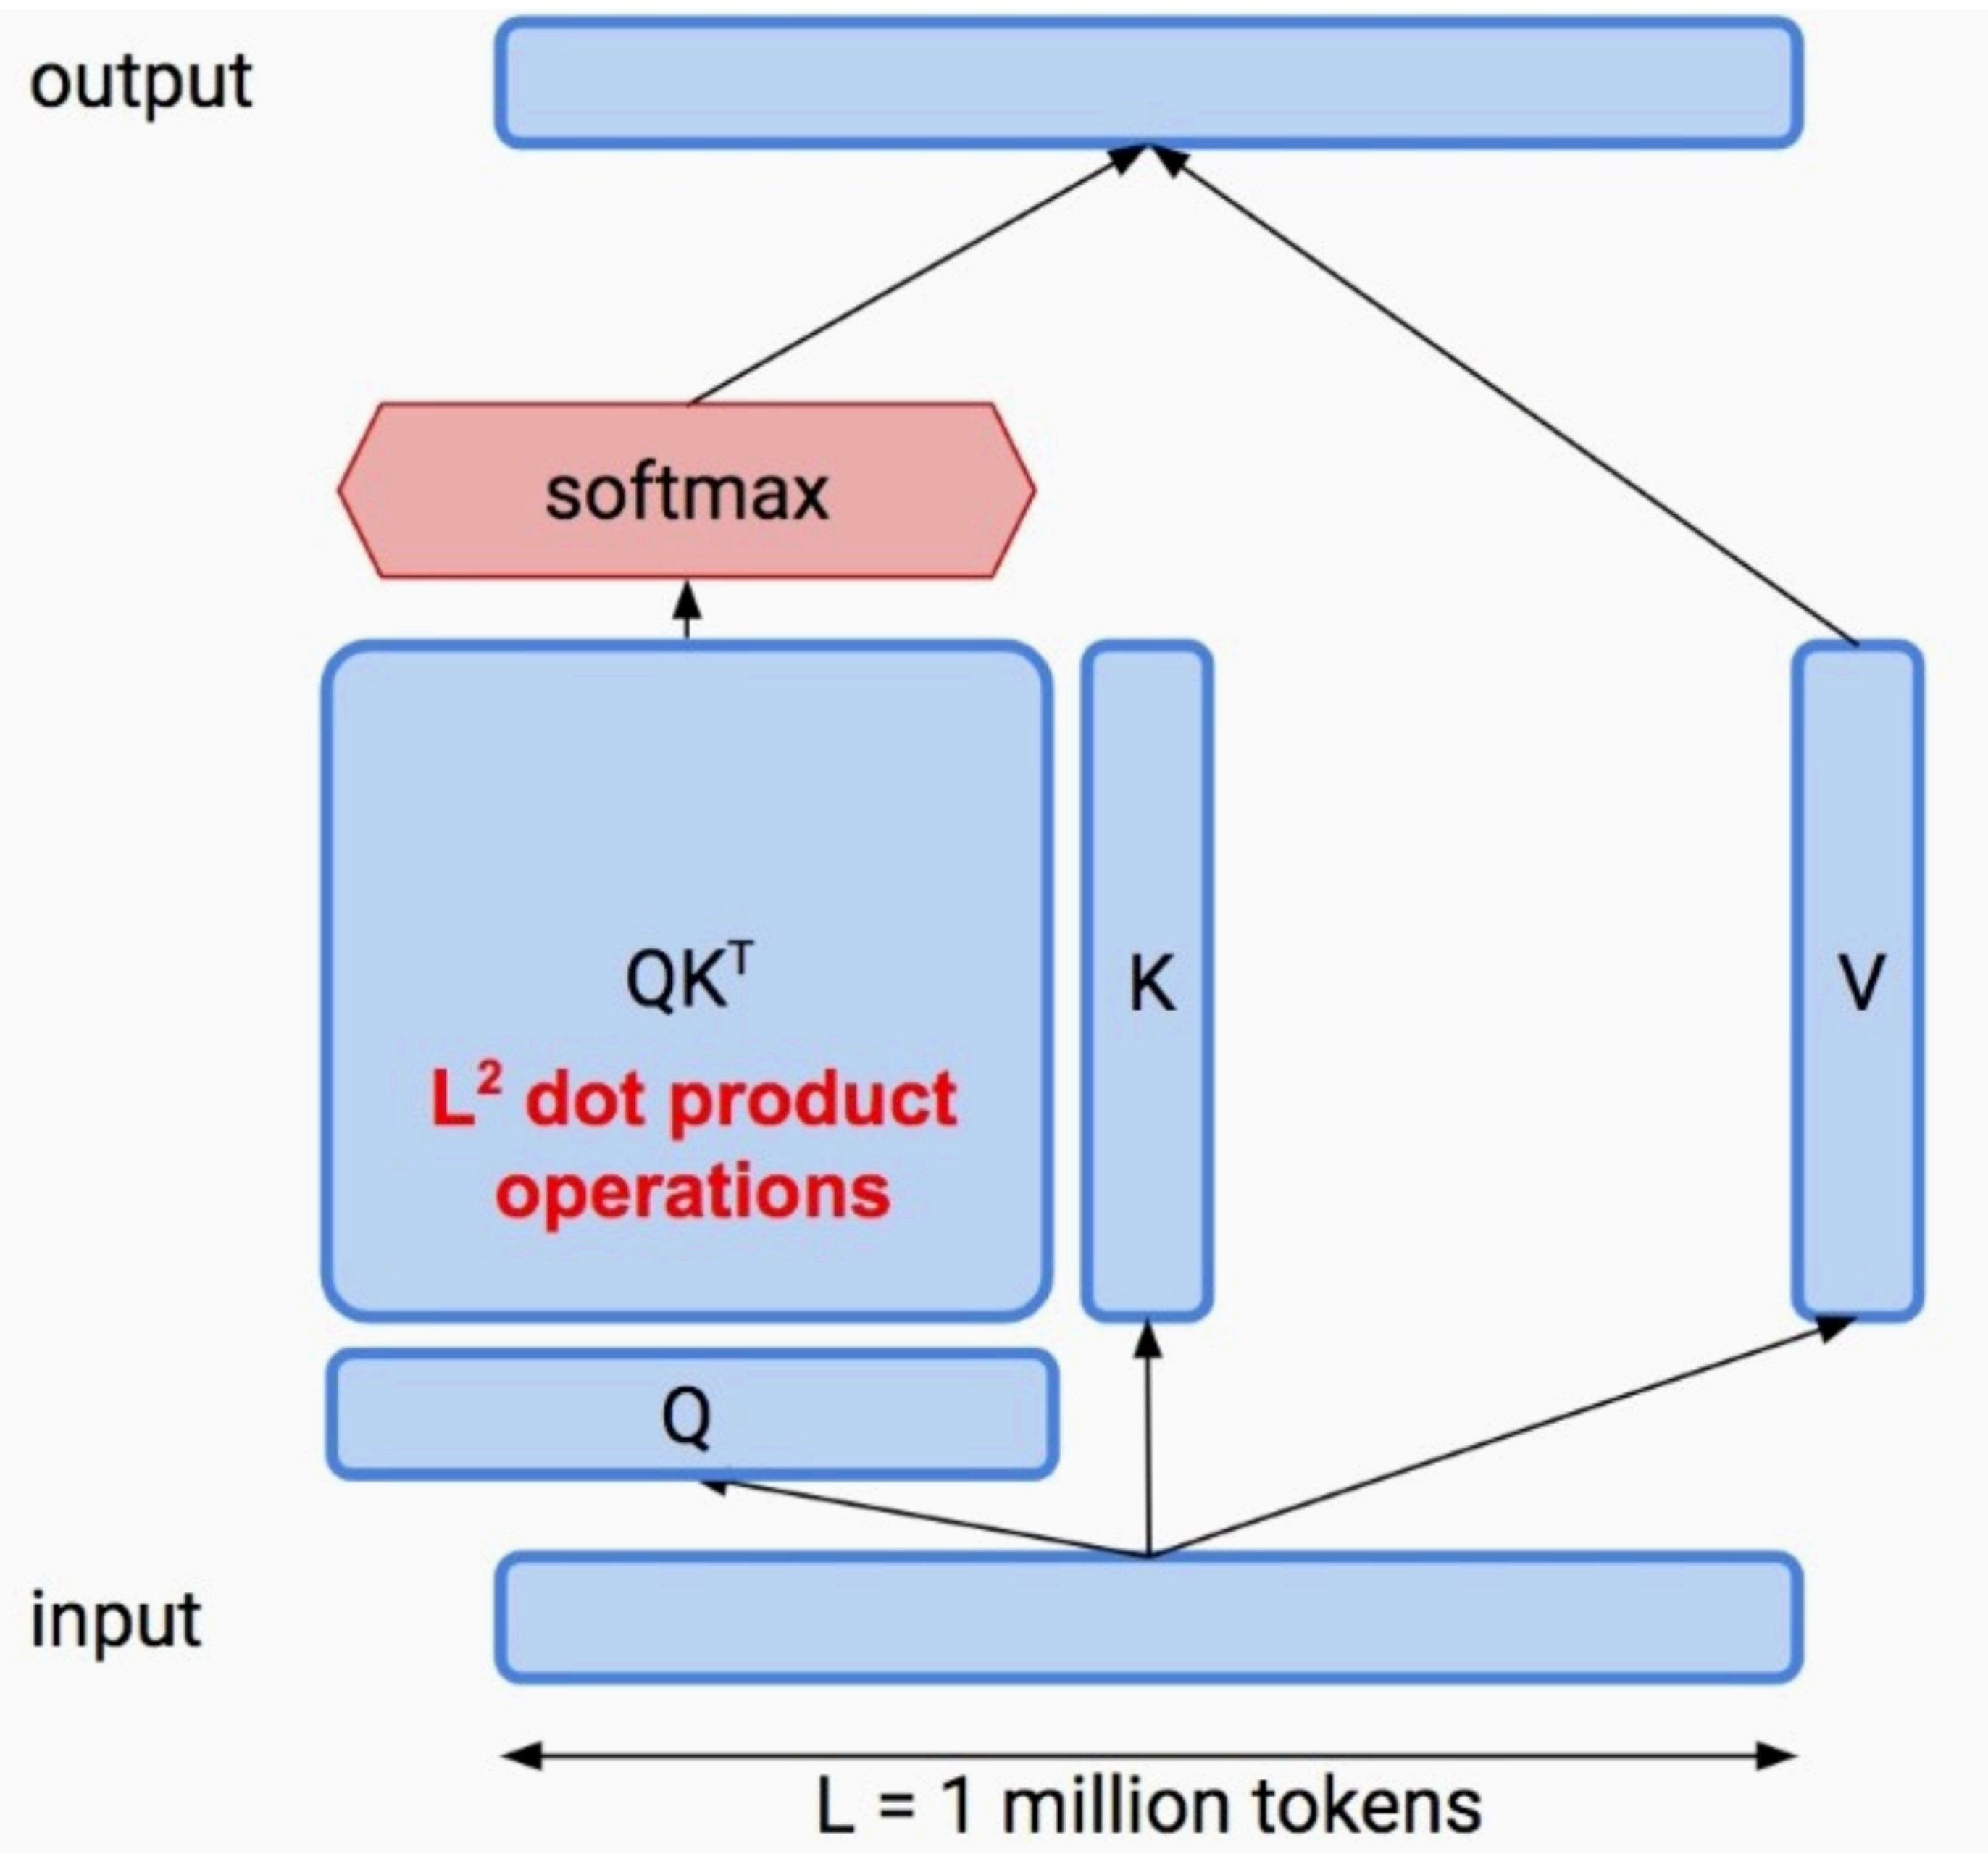 output
softmax
QKᵀ
K
V
L² dot product
operations
Q
input
L = 1 million tokens